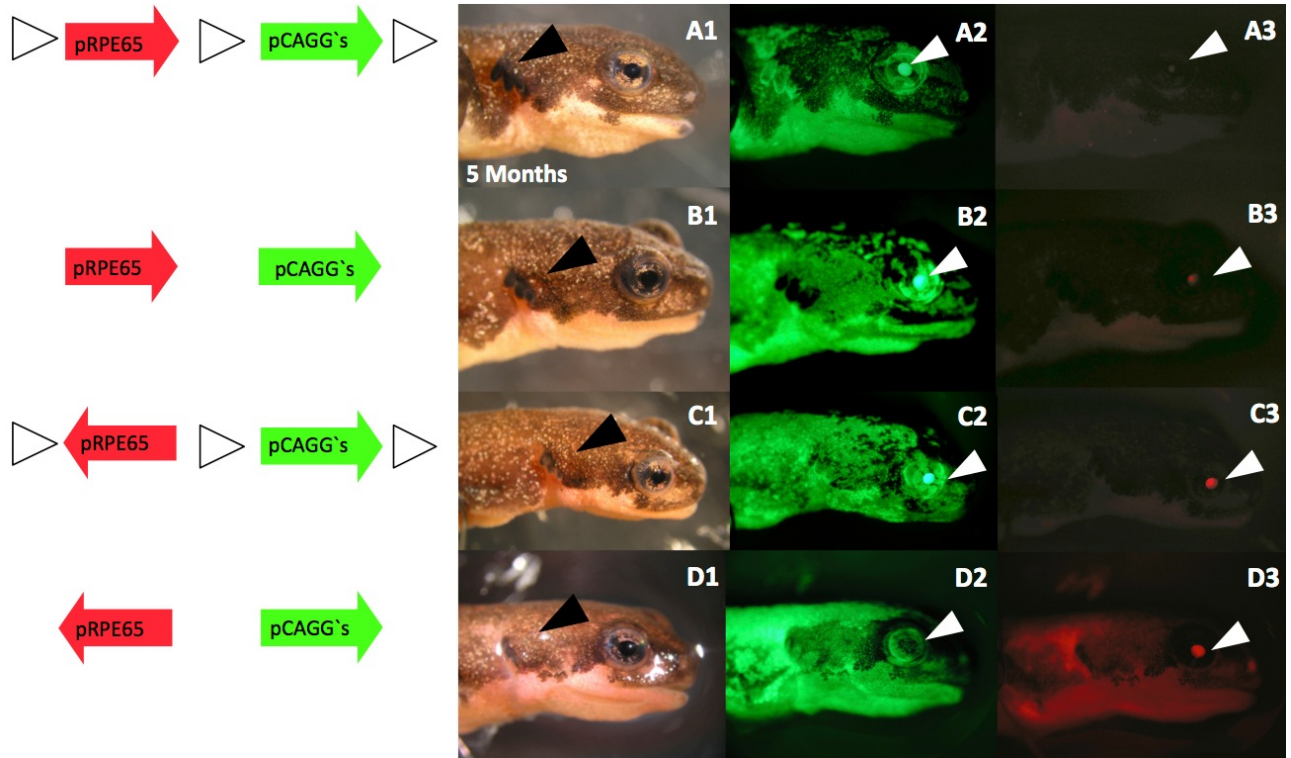 pRPE65 pCAGG`s A1 A2 A3
5 Months
pRPE65 pCAGG`s B1 B2 B3
pRPE65 pCAGG`s C1 C2 C3
pRPE65 pCAGG`s D1 D2 D3